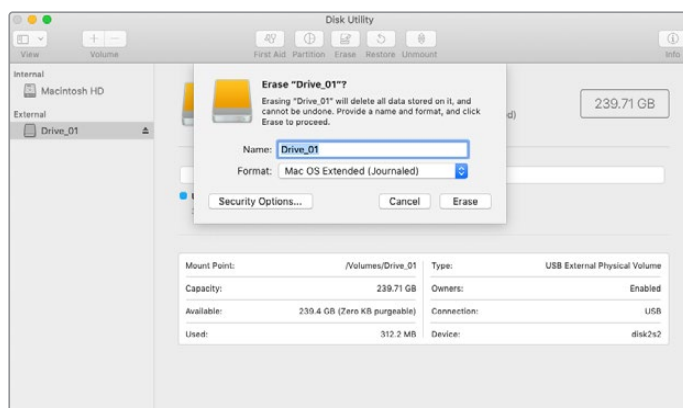 Disk Utility
View
Volume
First Aid
Partition
Erase
Restore
Unmount
Info
Internal
Macintosh HD
External
Drive_01
Erase "Drive_01"?
Erasing "Drive_01" will delete all data stored on it, and
cannot be undone. Provide a name and format, and click
Erase to proceed.
Name: Drive_01
Format: Mac OS Extended (Journaled)
Security Options...
Cancel
Erase
d)
239.71 GB
Mount Point: /Volumes/Drive_01
Type: USB External Physical Volume
Capacity: 239.71 GB
Owners: Enabled
Available: 239.4 GB (Zero KB purgeable)
Connection: USB
Used: 312.2 MB
Device: disk2s2